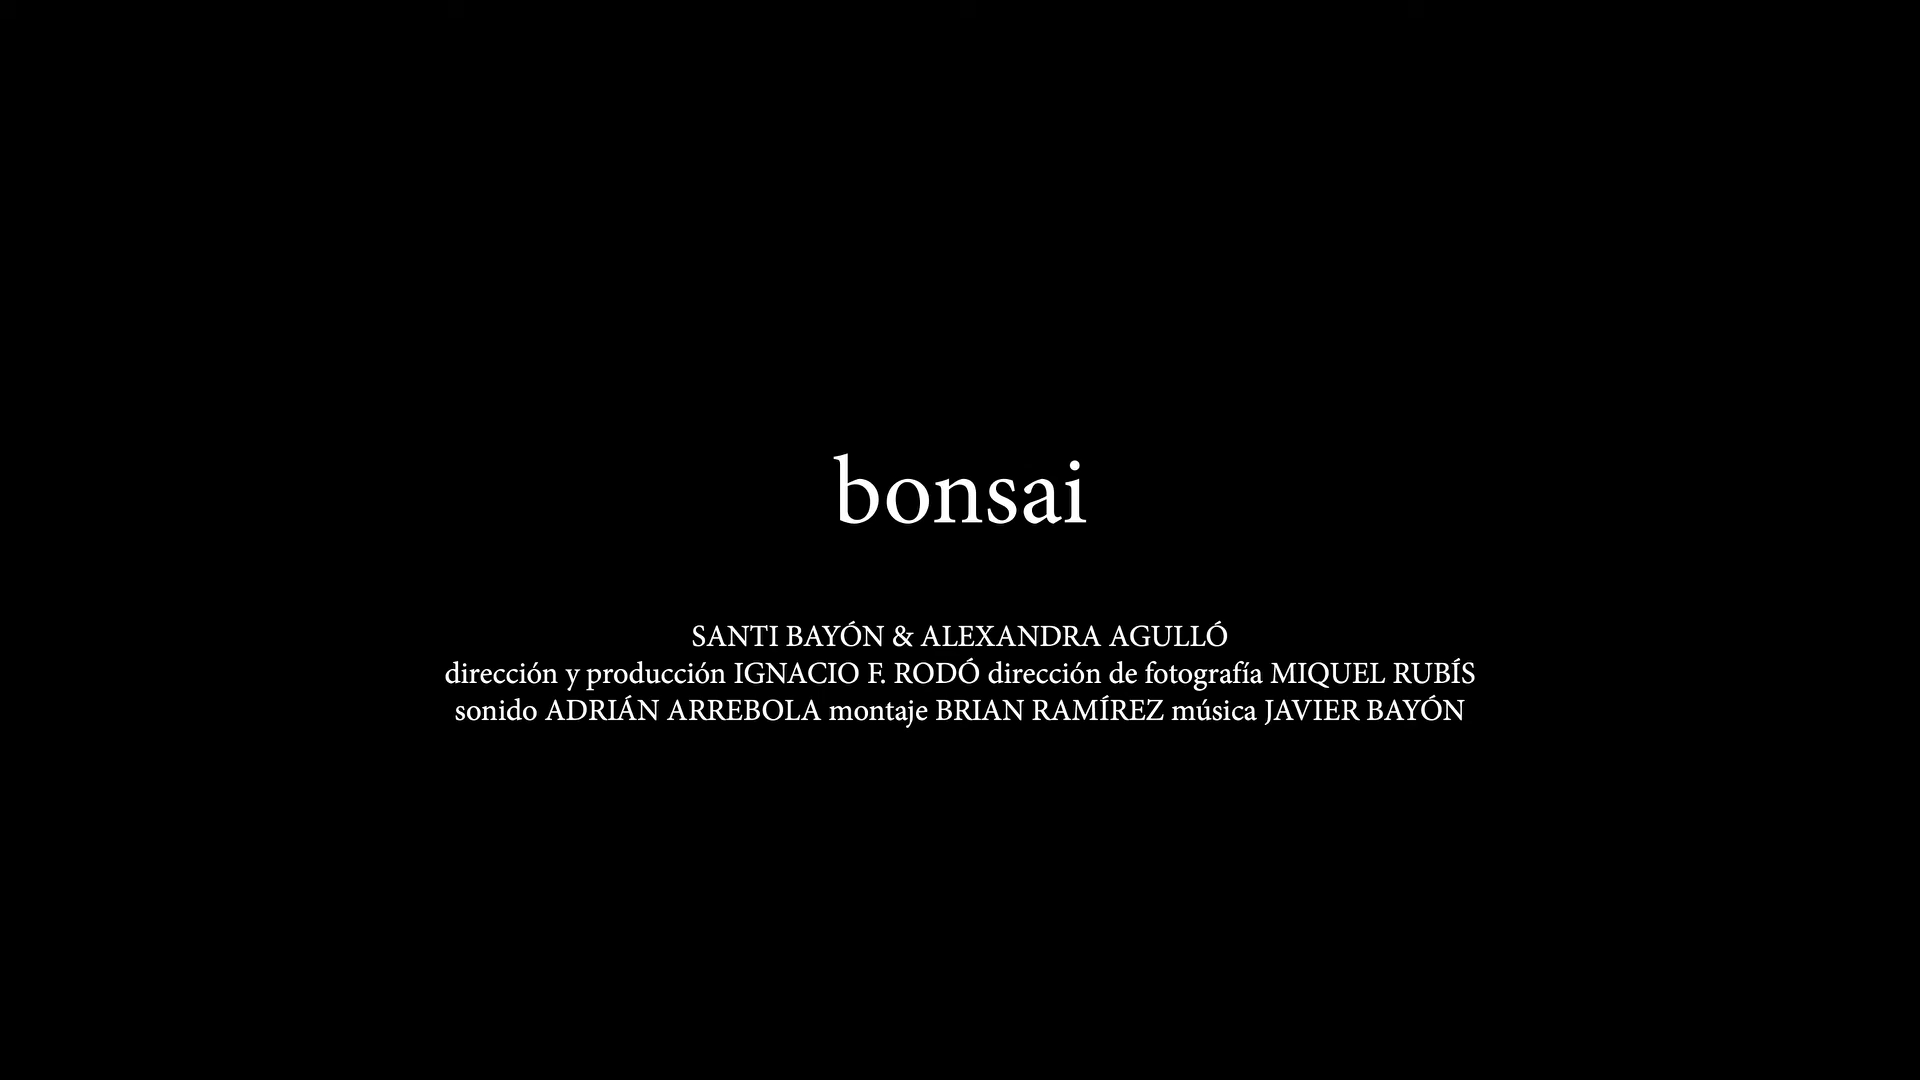 bonsai
SANTI BAYÓN & ALEXANDRA AGULLÓ
dirección y producción IGNACIO F. RODÓ dirección de fotografía MIQUEL RUBÍS
sonido ADRIÁN ARREBOLA montaje BRIAN RAMÍREZ música JAVIER BAYÓN